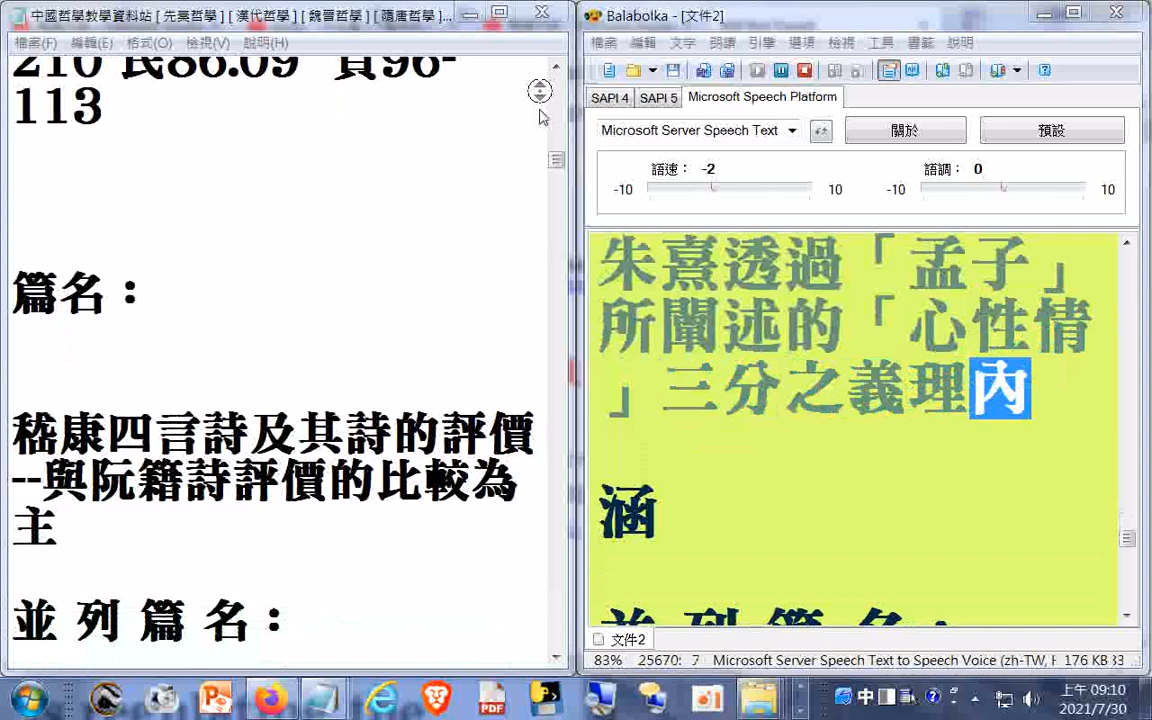 中國哲學教學資料站 [ 先秦哲學 ] [ 漢代哲學 ] [ 魏晉哲學 ] [ 隋唐哲學 ]...
檔案(F) 編輯(E) 格式(O) 檢視(V) 說明(H)
210 民86.09 頁96-
113
篇名：
嵇康四言詩及其詩的評價
--與阮籍詩評價的比較為
主
並 列 篇 名：
Balabolka - [文件2]
檔案 編輯 文字 朗讀 引擎 選項 檢視 工具 書籤 說明
SAPI 4 SAPI 5 Microsoft Speech Platform
Microsoft Server Speech Text 關於 預設
語速： -2 語調： 0
-10 10 -10 10
朱熹透過「孟子」
所闡述的「心性情
」三分之義理內
涵
並 列 篇 名：
文件2
83% 25670: 7 Microsoft Server Speech Text to Speech Voice (zh-TW, H 176 KB
中
上午 09:10
2021/7/30